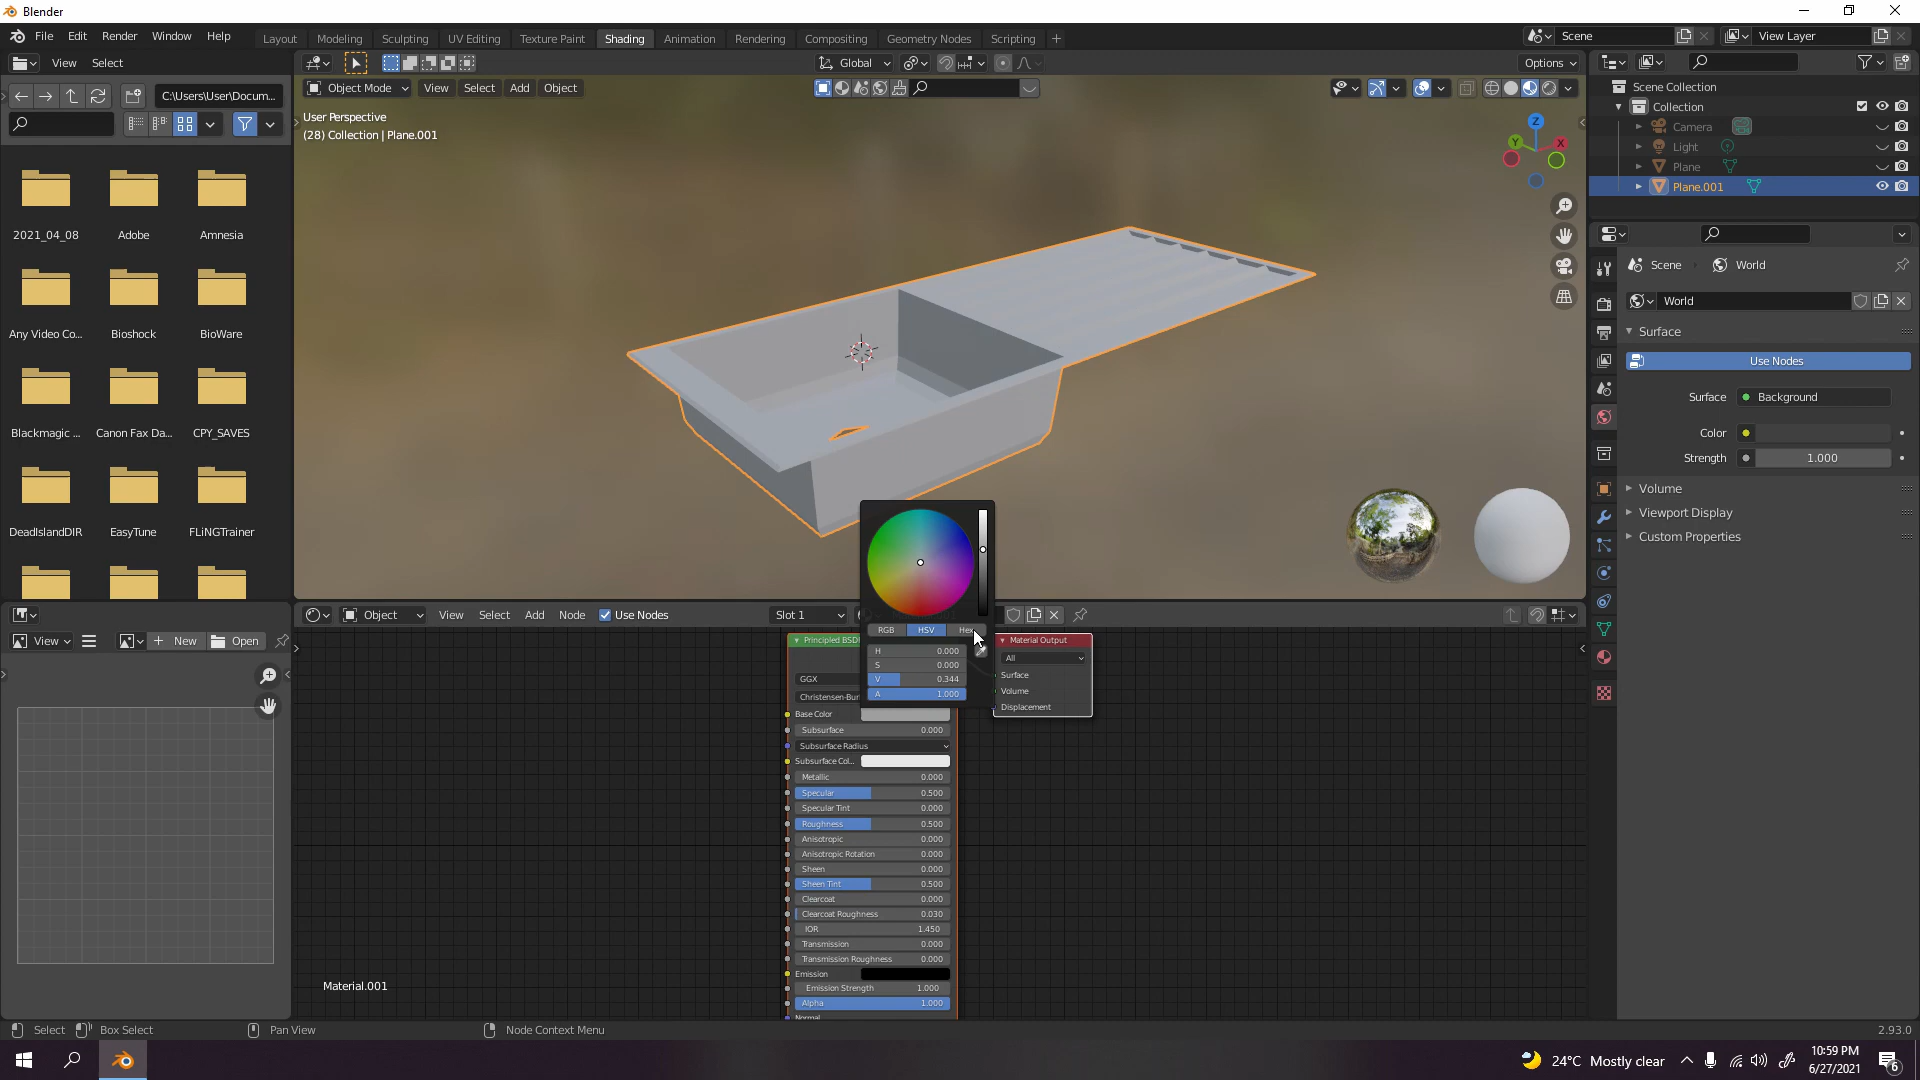 Blender
File Edit Render Window Help
Layout Modeling Sculpting UV Editing Texture Paint Shading Animation Rendering Compositing Geometry Nodes Scripting +
Scene
View Layer
View Select
Global
Options
C:\Users\User\Docum...
Object Mode View Select Add Object
User Perspective
(28) Collection | Plane.001
Z
Y
X
Scene Collection
Collection
Camera
Light
Plane
Plane.001
2021_04_08 Adobe Amnesia
Any Video Co... Bioshock BioWare
Blackmagic ... Canon Fax Da... CPY_SAVES
DeadIslandDIR EasyTune FLiNGTrainer
Scene World
World
Surface
Use Nodes
Surface Background
Color
Strength 1.000
Volume
Viewport Display
Custom Properties
RGB HSV Hex
H 0.000
S 0.000
V 0.344
A 1.000
Object View Select Add Node Use Nodes Slot 1
View New Open
Principled BSD
GGX
Christensen-Bur
Base Color
Subsurface 0.000
Subsurface Radius
Subsurface Col...
Metallic 0.000
Specular 0.500
Specular Tint 0.000
Roughness 0.500
Anisotropic 0.000
Anisotropic Rotation 0.000
Sheen 0.000
Sheen Tint 0.500
Clearcoat 0.000
Clearcoat Roughness 0.030
IOR 1.450
Transmission 0.000
Transmission Roughness 0.000
Emission
Emission Strength 1.000
Alpha 1.000
Normal
Material Output
All
Surface
Volume
Displacement
Material.001
Select Box Select Pan View Node Context Menu 2.93.0
24°C Mostly clear
10:59 PM
6/27/2021
6